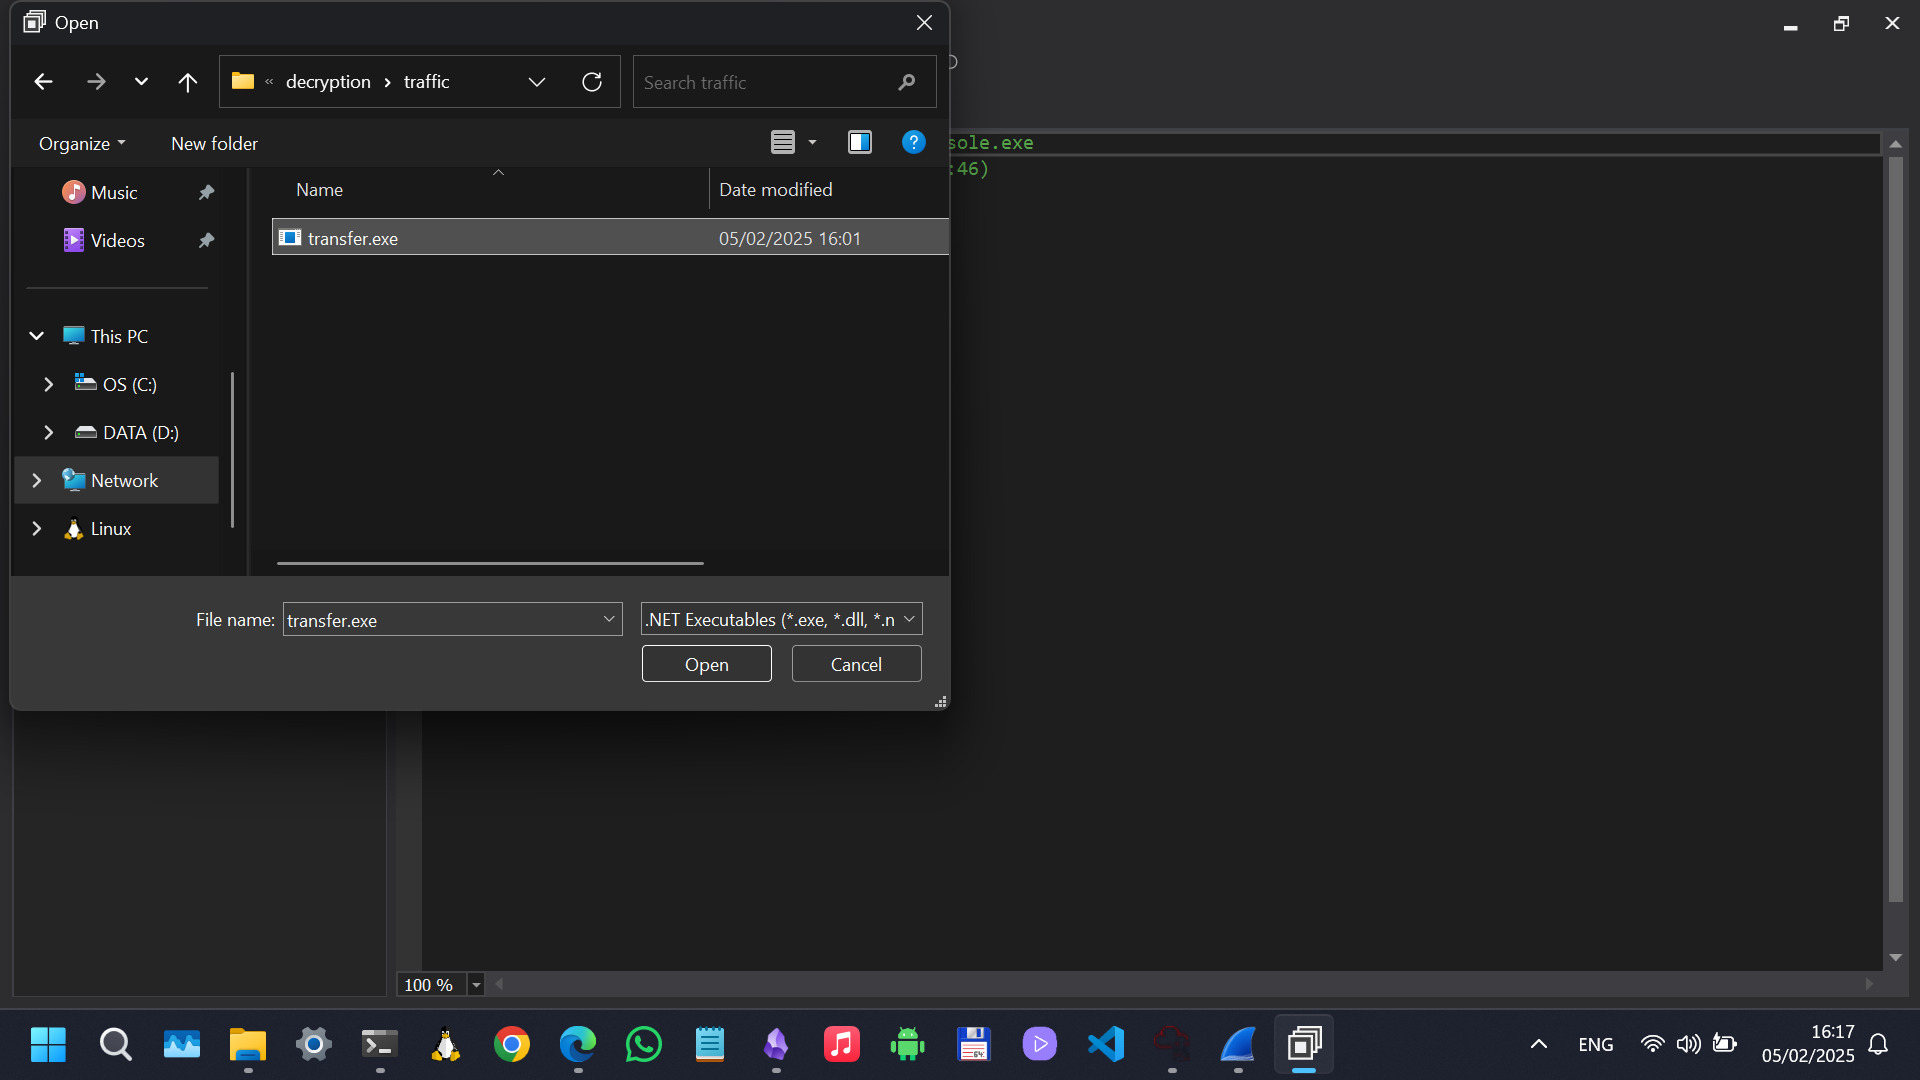 Open
« decryption › traffic
Search traffic
Organize
New folder
sole.exe
:46)
Name
Date modified
Music
Videos
transfer.exe
05/02/2025 16:01
This PC
OS (C:)
DATA (D:)
Network
Linux
File name:
transfer.exe
.NET Executables (*.exe, *.dll, *.n
Open
Cancel
100 %
64
ENG
16:17
05/02/2025